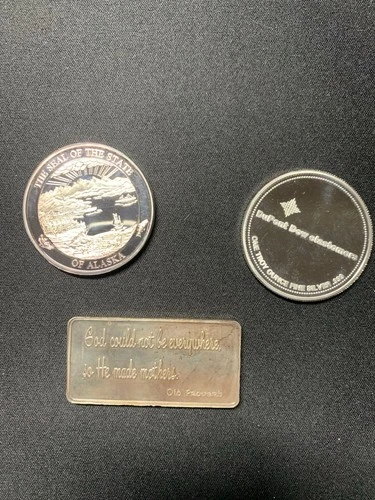 THE SEAL OF THE STATE
OF ALASKA
DuPont Dow elastomers
ONE TROY OUNCE FINE SILVER .999
God could not be everywhere,
so He made mothers.
Old Proverb